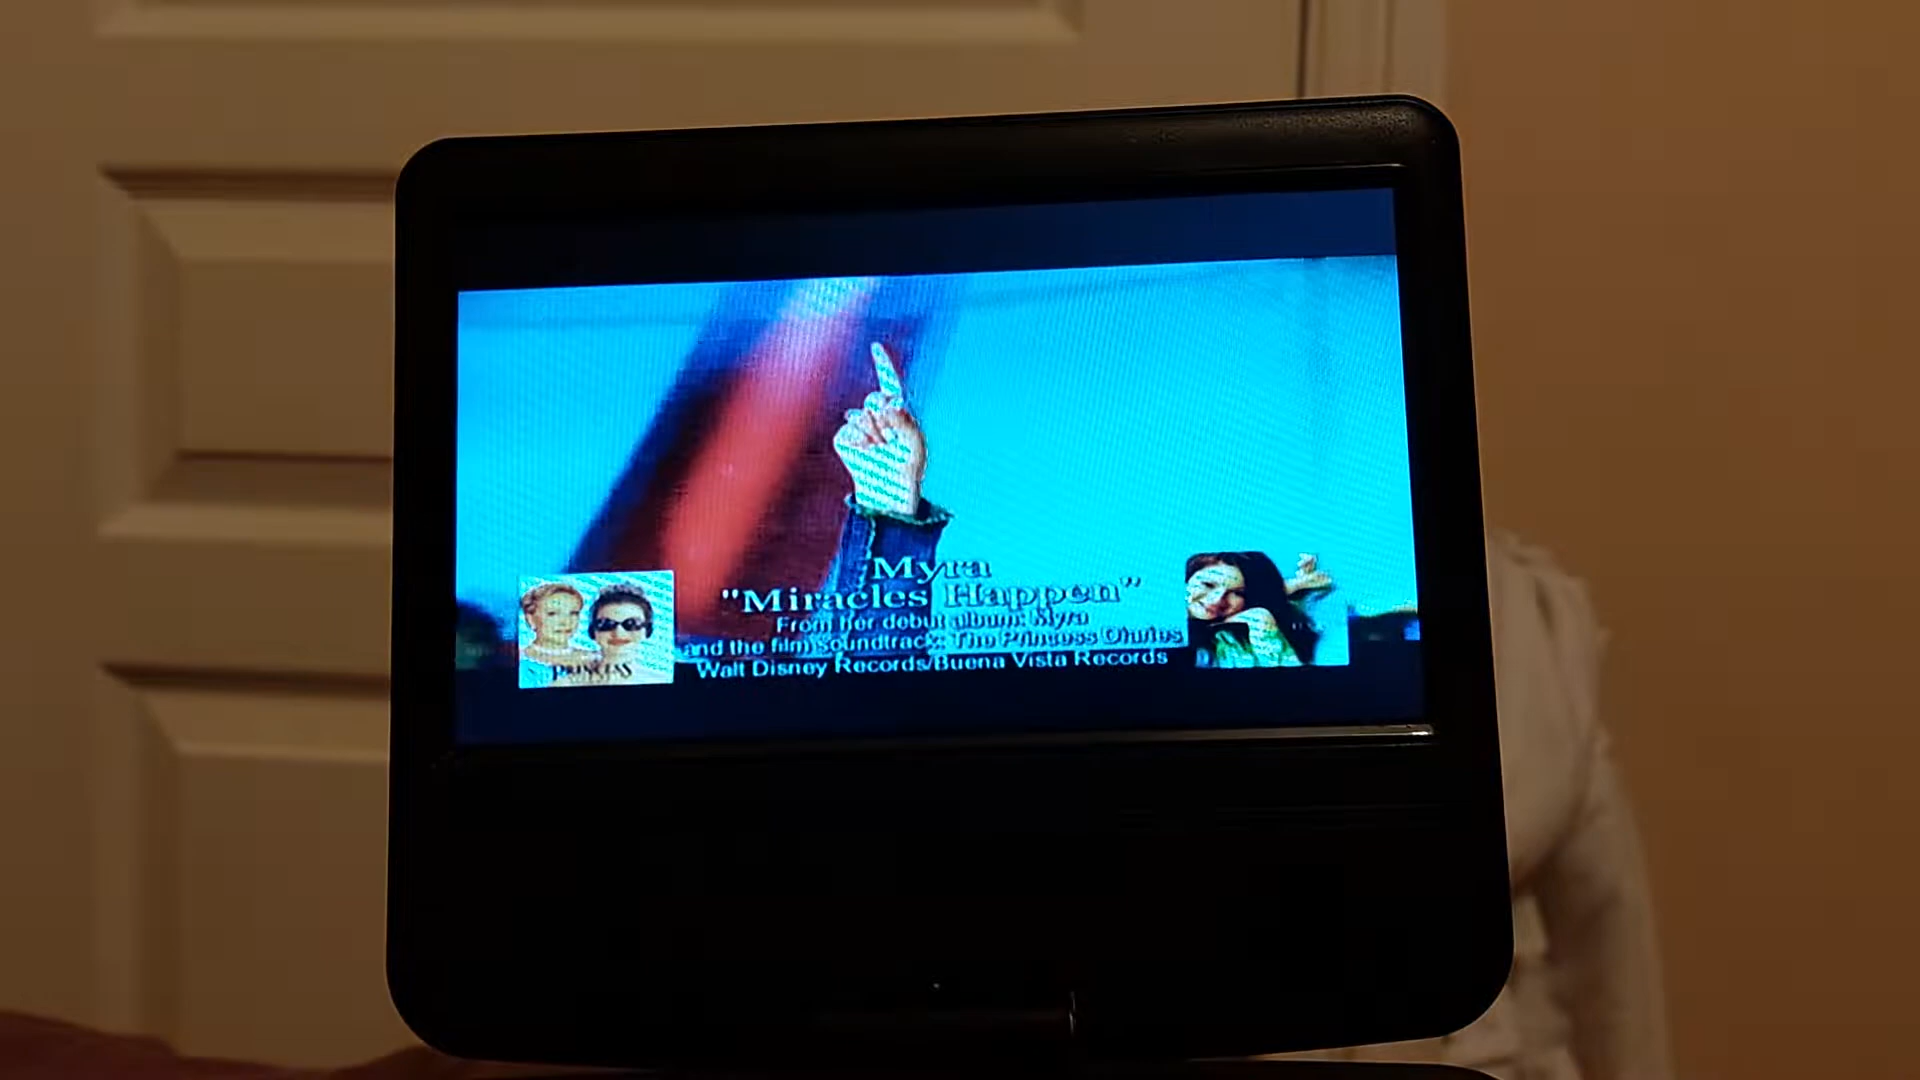 Myra
"Miracles Happen"
From her debut album: Myra
and the film soundtrack: The Princess Diaries
Walt Disney Records/Buena Vista Records
PRINCESS